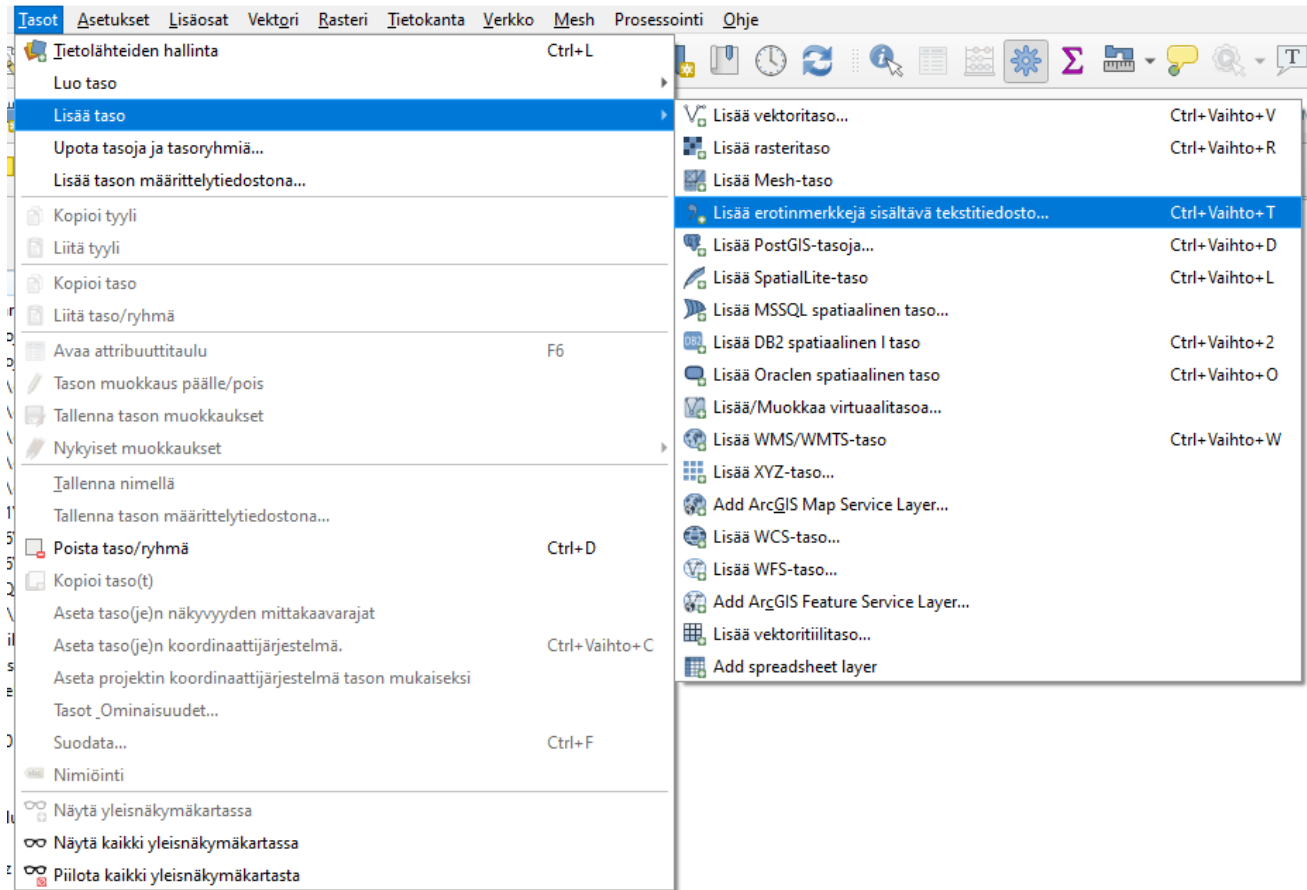 Tasot Asetukset Lisäosat Vektori Rasteri Tietokanta Verkko Mesh Prosessointi Ohje
Tietolähteiden hallinta Ctrl+L
Luo taso
Lisää taso
Upota tasoja ja tasoryhmiä...
Lisää tason määrittelytiedostona...
Kopioi tyyli
Liitä tyyli
Kopioi taso
Liitä taso/ryhmä
Avaa attribuuttitaulu F6
Tason muokkaus päälle/pois
Tallenna tason muokkaukset
Nykyiset muokkaukset
Tallenna nimellä
Tallenna tason määrittelytiedostona...
Poista taso/ryhmä Ctrl+D
Kopioi taso(t)
Aseta taso(je)n näkyvyyden mittakaavarajat
Aseta taso(je)n koordinaattijärjestelmä. Ctrl+Vaihto+C
Aseta projektin koordinaattijärjestelmä tason mukaiseksi
Tasot_Ominaisuudet...
Suodata... Ctrl+F
Nimiöinti
Näytä yleisnäkymäkartassa
Näytä kaikki yleisnäkymäkartassa
Piilota kaikki yleisnäkymäkartasta
Lisää vektoritaso... Ctrl+Vaihto+V
Lisää rasteritaso Ctrl+Vaihto+R
Lisää Mesh-taso
Lisää erotinmerkkejä sisältävä tekstitiedosto... Ctrl+Vaihto+T
Lisää PostGIS-tasoja... Ctrl+Vaihto+D
Lisää SpatialLite-taso Ctrl+Vaihto+L
Lisää MSSQL spatiaalinen taso...
Lisää DB2 spatiaalinen l taso Ctrl+Vaihto+2
Lisää Oraclen spatiaalinen taso Ctrl+Vaihto+O
Lisää/Muokkaa virtuaalitasoa...
Lisää WMS/WMTS-taso Ctrl+Vaihto+W
Lisää XYZ-taso...
Add ArcGIS Map Service Layer...
Lisää WCS-taso...
Lisää WFS-taso...
Add ArcGIS Feature Service Layer...
Lisää vektoritiilitaso...
Add spreadsheet layer